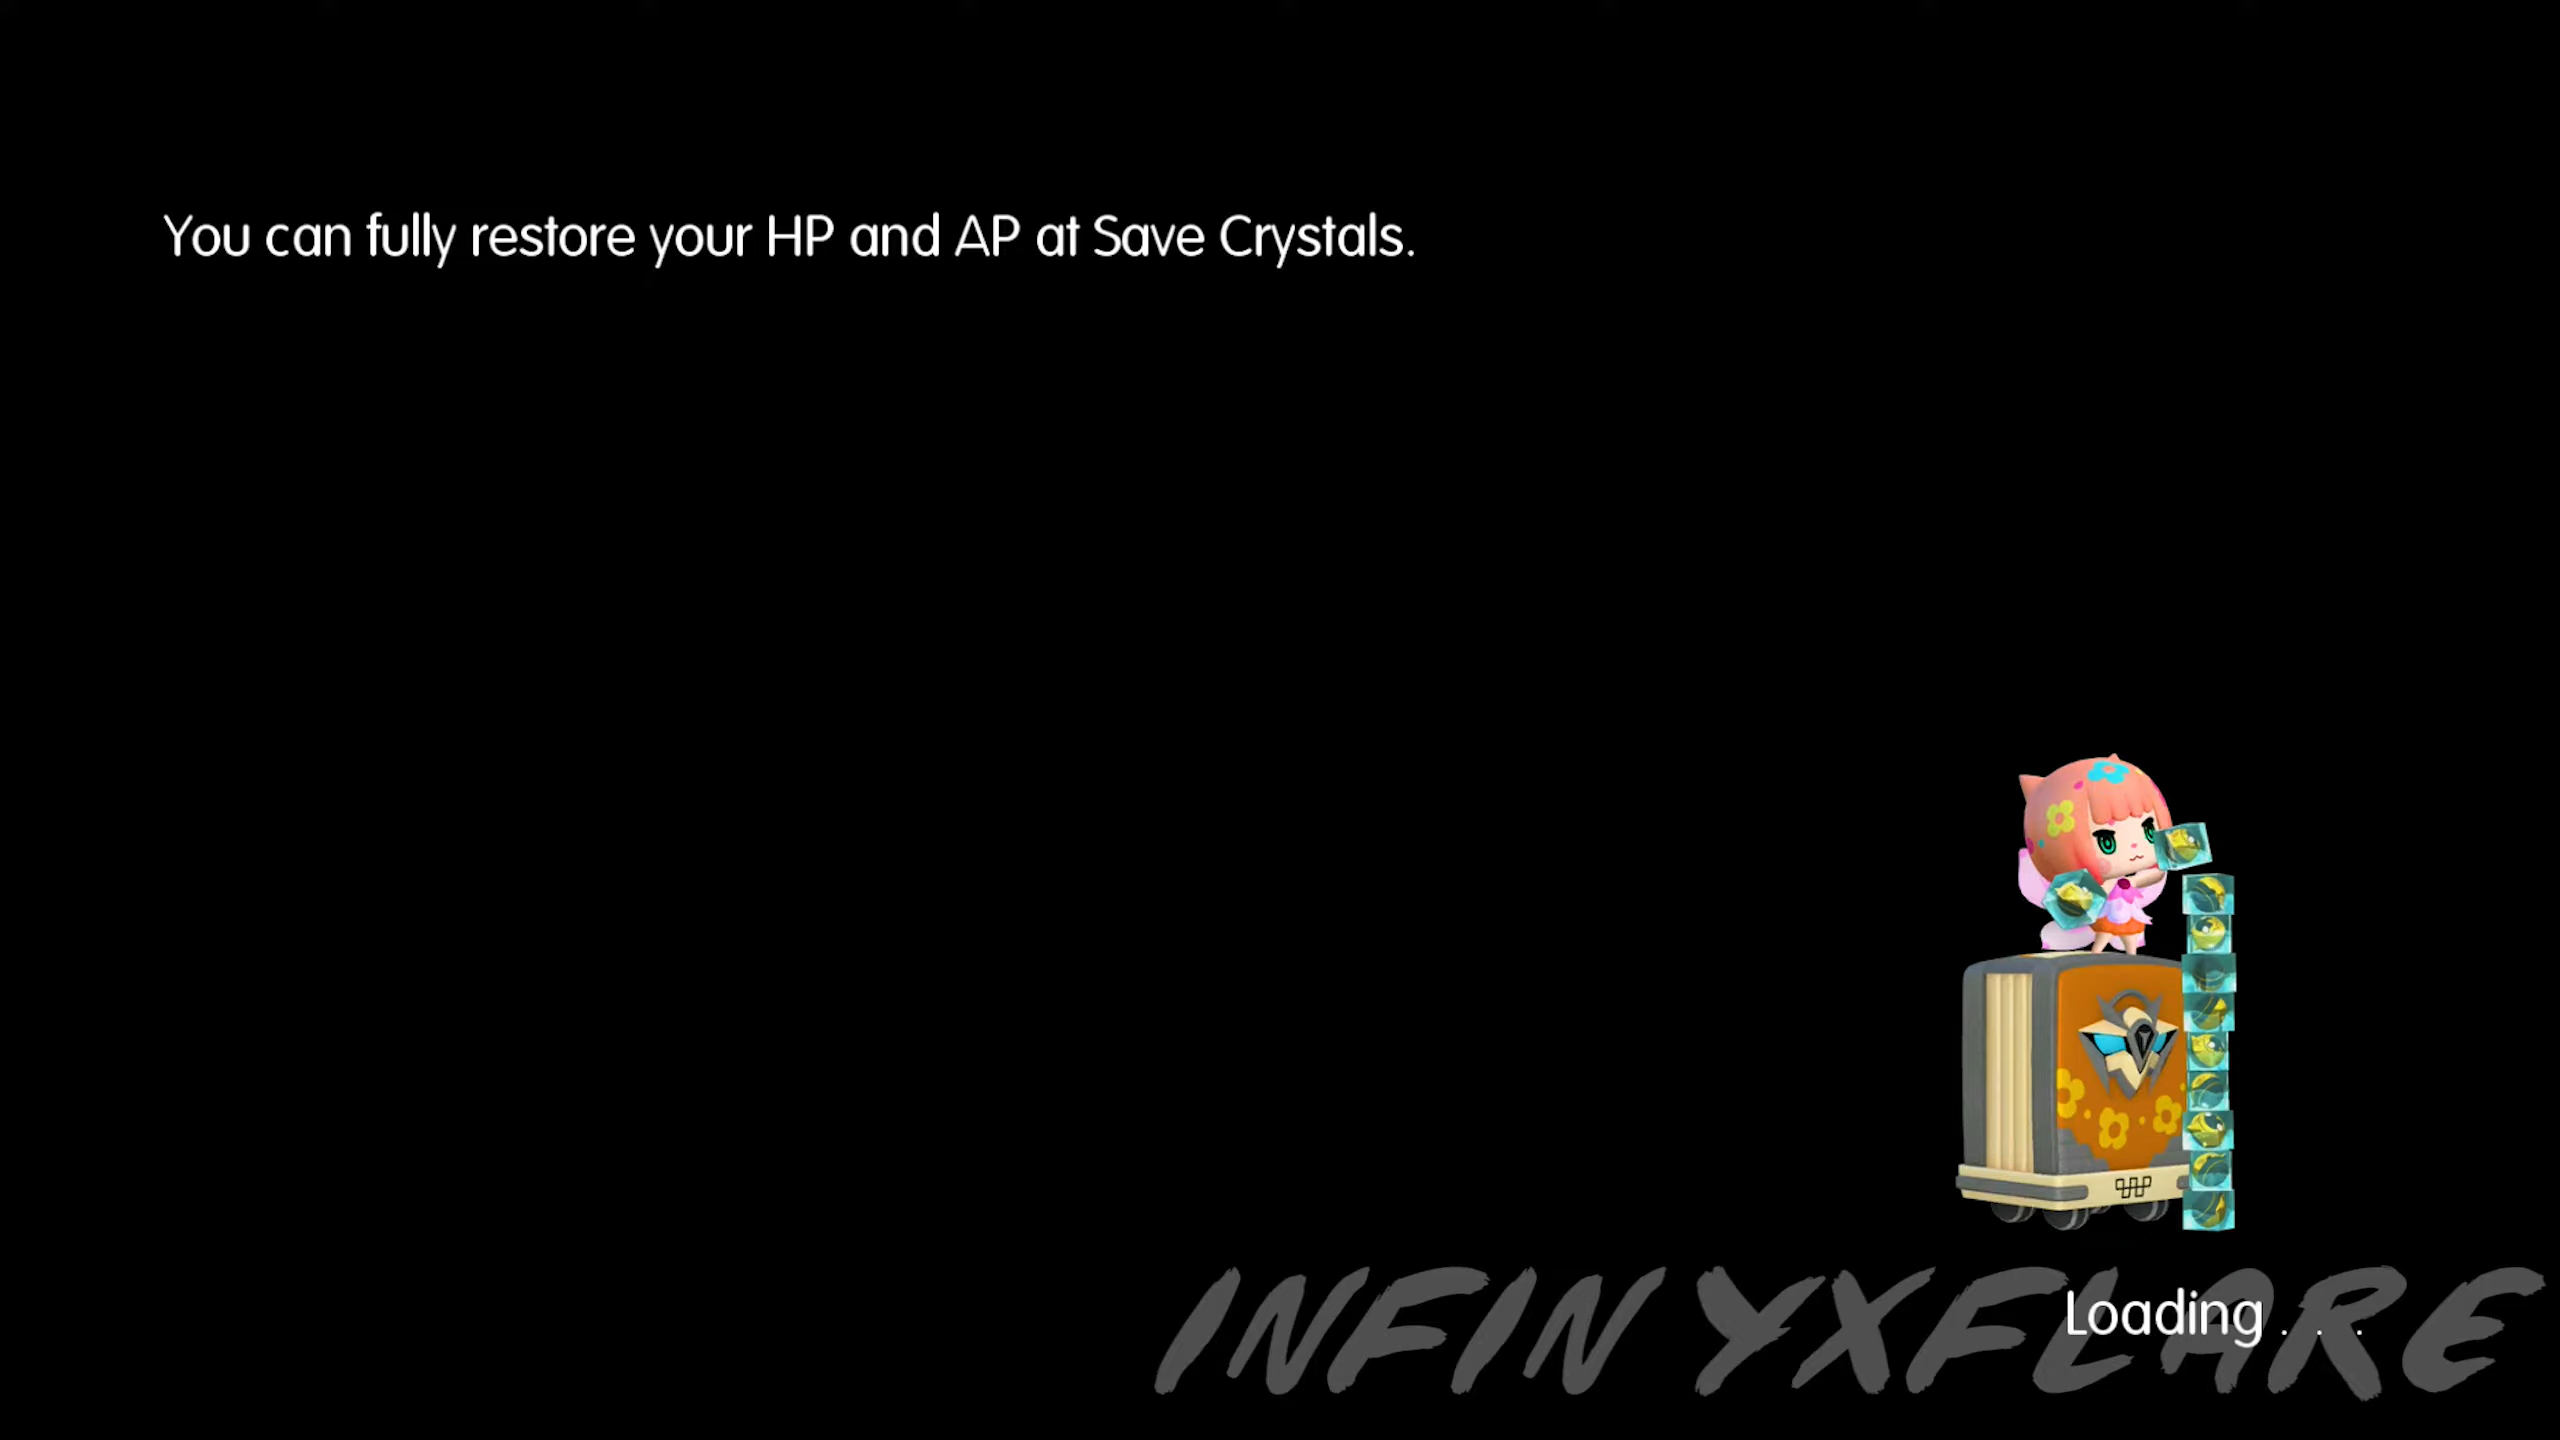 You can fully restore your HP and AP at Save Crystals.
Loading . . .
INFINYXFLARE